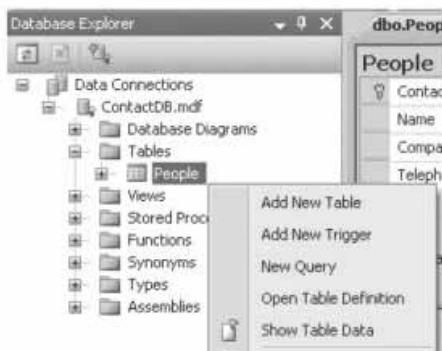 Database Explorer
dbo.Peop
People
Contac
Name
Compa
Teleph
Data Connections
ContactDB.mdf
Database Diagrams
Tables
People
Views
Stored Proc
Functions
Synonyms
Types
Assemblies
Add New Table
Add New Trigger
New Query
Open Table Definition
Show Table Data